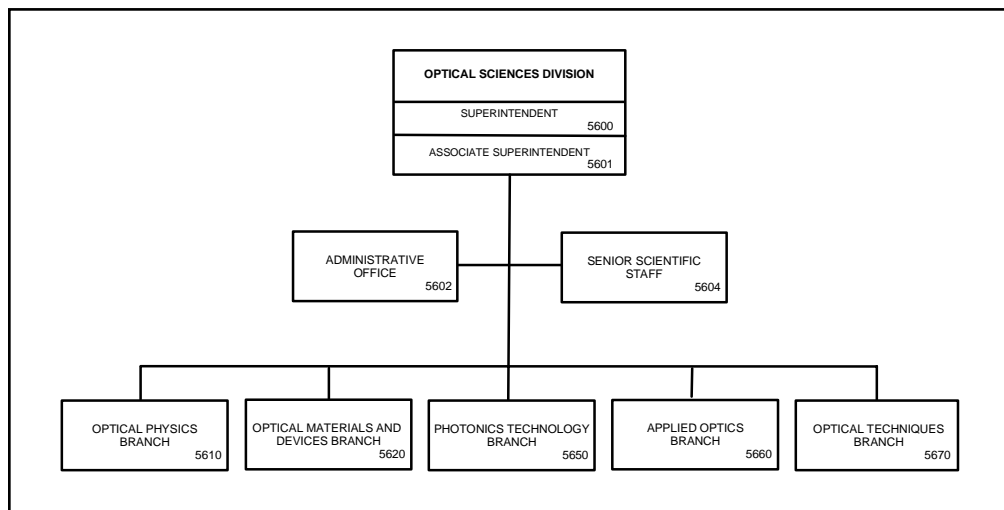 OPTICAL SCIENCES DIVISION
SUPERINTENDENT
5600
ASSOCIATE SUPERINTENDENT
5601
ADMINISTRATIVE
OFFICE
5602
SENIOR SCIENTIFIC
STAFF
5604
OPTICAL PHYSICS
BRANCH
5610
OPTICAL MATERIALS AND
DEVICES BRANCH
5620
PHOTONICS TECHNOLOGY
BRANCH
5650
APPLIED OPTICS
BRANCH
5660
OPTICAL TECHNIQUES
BRANCH
5670